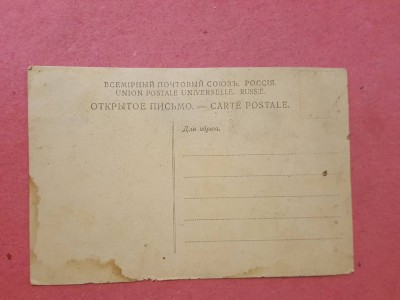 ВСЕМІРНЫЙ ПОЧТОВЫЙ СОЮЗЪ. РОССІЯ.
UNION POSTALE UNIVERSELLE. RUSSIE.
ОТКРЫТОЕ ПИСЬМО. — CARTE POSTALE.
Для адреса.